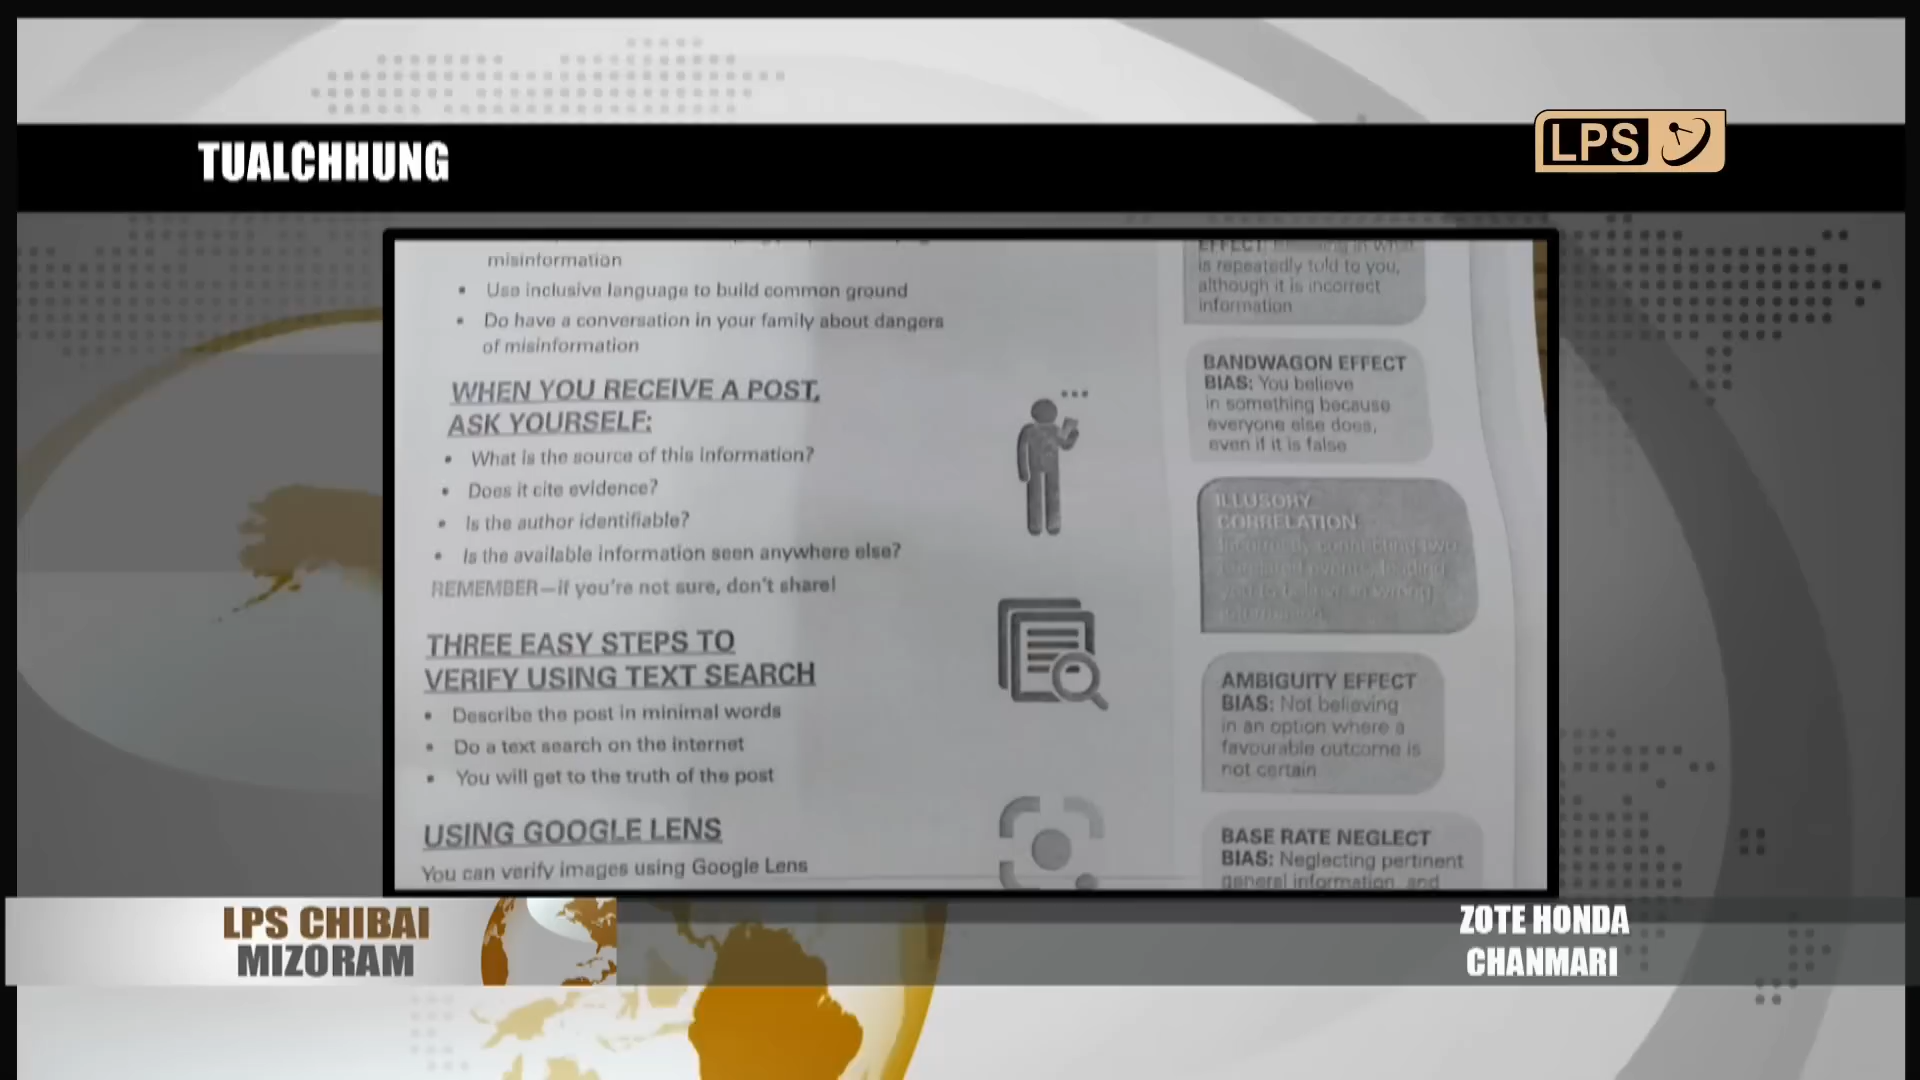 TUALCHHUNG
LPS
misinformation
• Use inclusive language to build common ground
• Do have a conversation in your family about dangers
of misinformation
WHEN YOU RECEIVE A POST,
ASK YOURSELF:
• What is the source of this information?
• Does it cite evidence?
• Is the author identifiable?
• Is the available information seen anywhere else?
REMEMBER—if you're not sure, don't share!
THREE EASY STEPS TO
VERIFY USING TEXT SEARCH
• Describe the post in minimal words
• Do a text search on the internet
• You will get to the truth of the post
USING GOOGLE LENS
You can verify images using Google Lens
EFFECT: in what
is repeatedly told to you,
although it is incorrect
information
BANDWAGON EFFECT
BIAS: You believe
in something because
everyone else does,
even if it is false
ILLUSORY
CORRELATION
AMBIGUITY EFFECT
BIAS: Not believing
in an option where a
favourable outcome is
not certain
BASE RATE NEGLECT
BIAS: Neglecting pertinent
general information, and
LPS CHIBAI
MIZORAM
ZOTE HONDA
CHANMARI